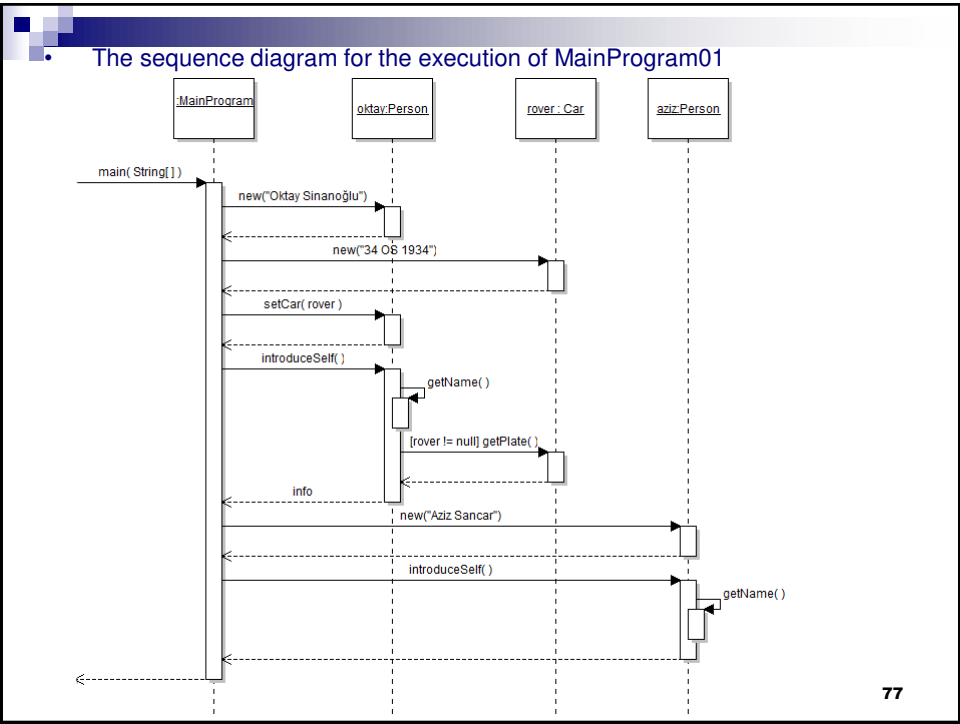 • The sequence diagram for the execution of MainProgram01
:MainProgram
oktay:Person
rover : Car
aziz:Person
main( String[ ] )
new("Oktay Sinanoğlu")
new("34 OS 1934")
setCar( rover )
introduceSelf( )
getName( )
[rover != null] getPlate( )
info
new("Aziz Sancar")
introduceSelf( )
getName( )
77